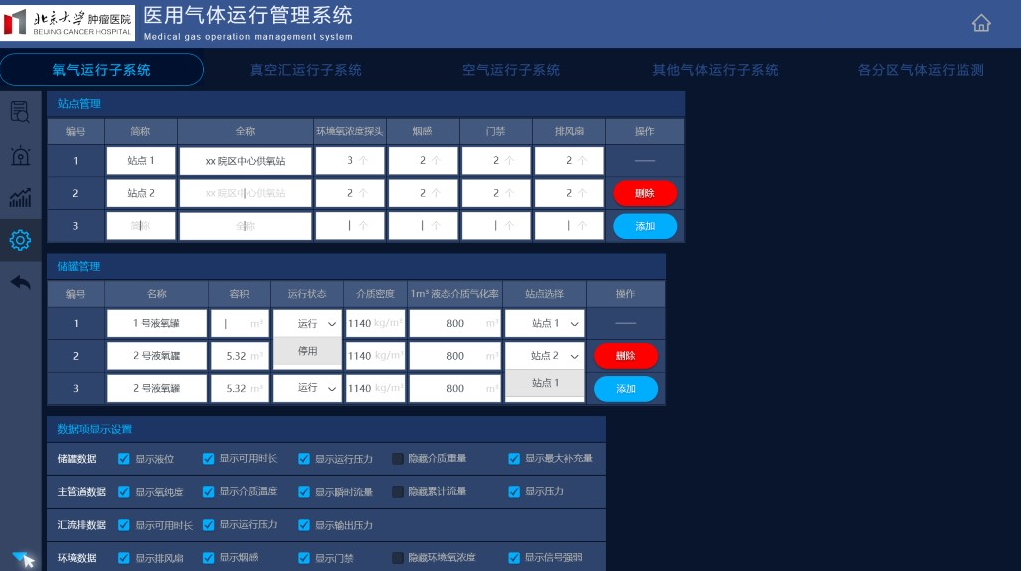 北京大学肿瘤医院
BEIJING CANCER HOSPITAL
医用气体运行管理系统
Medical gas operation management system
氧气运行子系统 真空汇运行子系统 空气运行子系统 其他气体运行子系统 各分区气体运行监测
站点管理
编号 简称 全称 环境氧浓度探头 烟感 门禁 排风扇 操作
1 站点 1 xx 院区中心供氧站 3 个 2 个 2 个 2 个 ——
2 站点 2 xx 院区中心供氧站 2 个 2 个 2 个 2 个 删除
3 简称 全称 个 个 个 个 添加
储罐管理
编号 名称 容积 运行状态 介质密度 1m³ 液态介质气化率 站点选择 操作
1 1 号液氧罐 m³ 运行 1140 kg/m³ 800 m³ 站点 1 ——
2 2 号液氧罐 5.32 m³ 停用 1140 kg/m³ 800 m³ 站点 2 删除
3 2 号液氧罐 5.32 m³ 运行 1140 kg/m³ 800 m³ 站点 1 添加
数据项显示设置
储罐数据 显示液位 显示可用时长 显示运行压力 隐藏介质重量 显示最大补充量
主管道数据 显示氧纯度 显示介质温度 显示瞬时流量 隐藏累计流量 显示压力
汇流排数据 显示可用时长 显示运行压力 显示输出压力
环境数据 显示排风扇 显示烟感 显示门禁 隐藏环境氧浓度 显示信号强弱